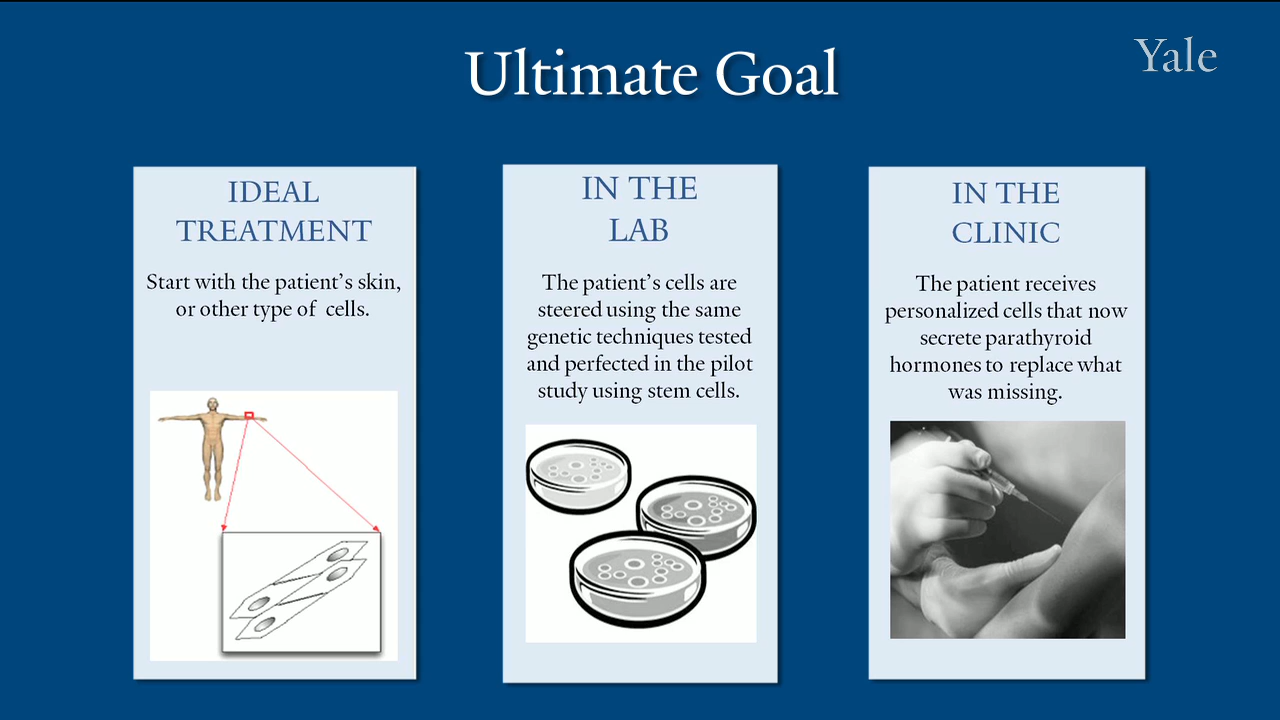 Ultimate Goal
Yale
IDEAL
TREATMENT
Start with the patient's skin,
or other type of cells.
IN THE
LAB
The patient's cells are
steered using the same
genetic techniques tested
and perfected in the pilot
study using stem cells.
IN THE
CLINIC
The patient receives
personalized cells that now
secrete parathyroid
hormones to replace what
was missing.